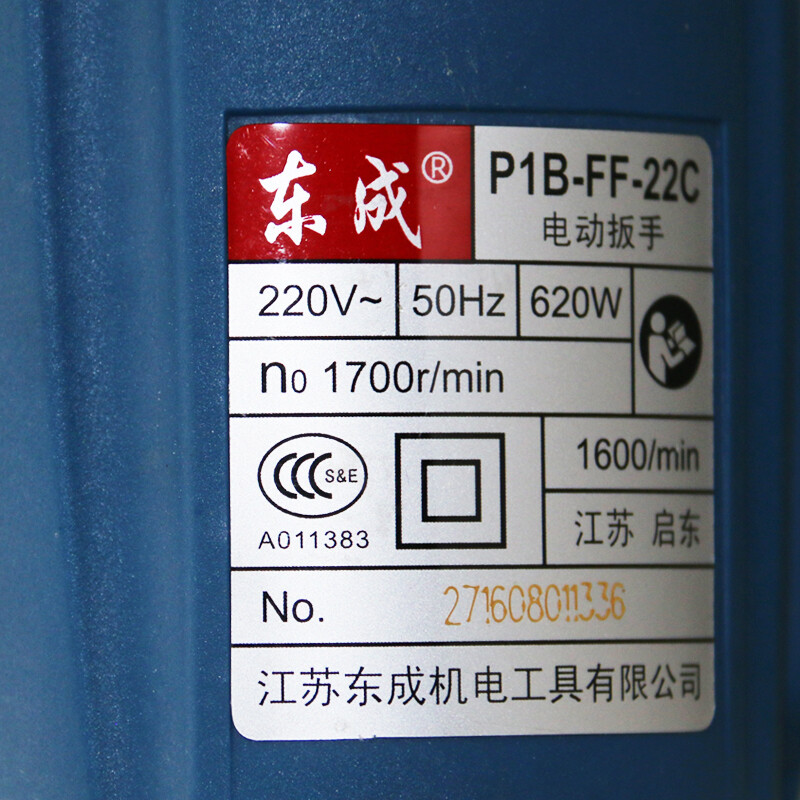 东成®
P1B-FF-22C
电动扳手
220V~ 50Hz 620W
n0 1700r/min
CCC S&E
A011383
1600/min
江苏 启东
No. 271608011336
江苏东成机电工具有限公司